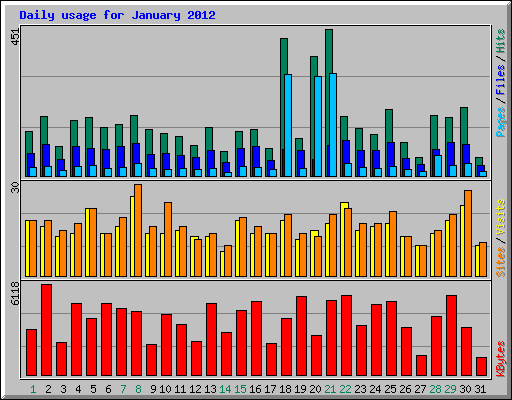 Daily usage for January 2012
451
Pages / Files / Hits
30
Sites / Visits
6118
KBytes
1 2 3 4 5 6 7 8 9 10 11 12 13 14 15 16 17 18 19 20 21 22 23 24 25 26 27 28 29 30 31